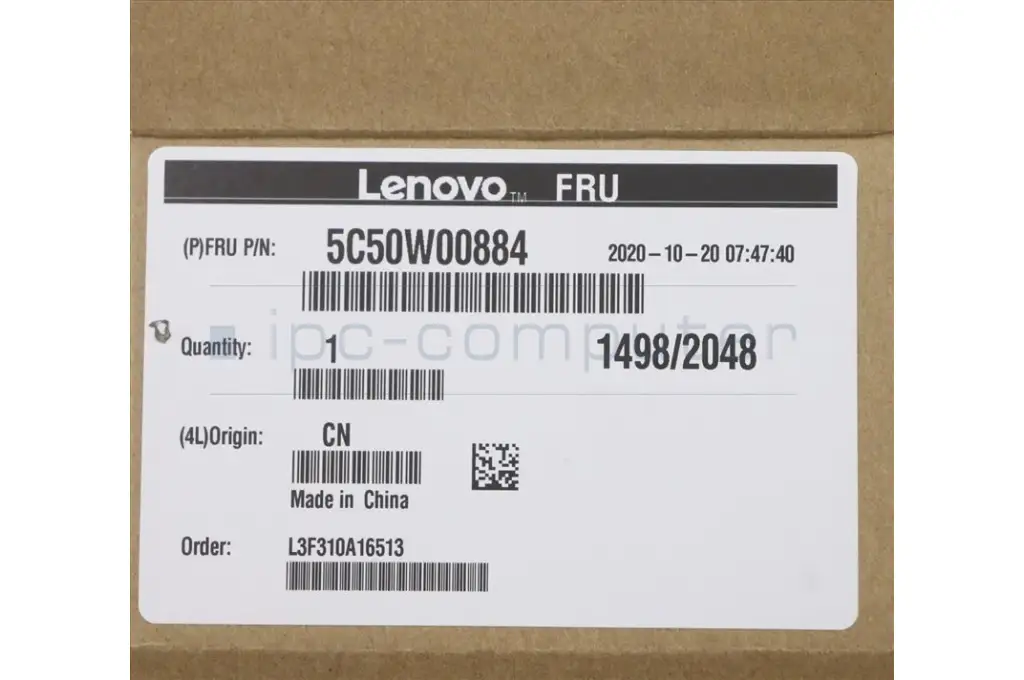 Lenovo™ FRU
(P)FRU P/N: 5C50W00884 2020-10-20 07:47:40
ipc-computer
Quantity: 1 1498/2048
(4L)Origin: CN
Made in China
Order: L3F310A16513